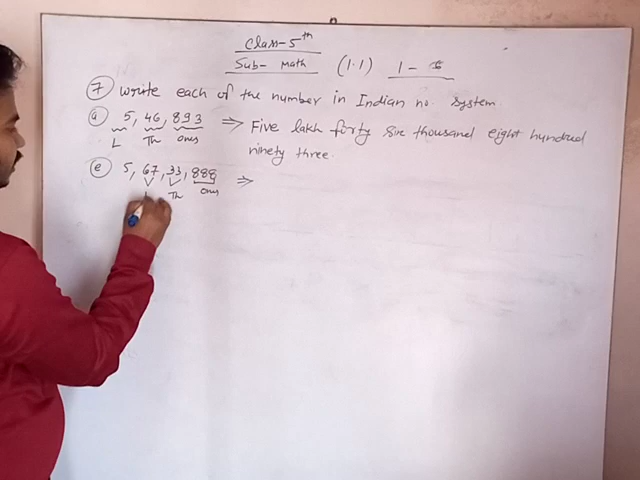 Class-5th
Sub- Math (1.1) 1 -
7 Write each of the number in Indian no. system
a 5, 46, 893 => Five lakh forty Six thousand eight hundred
L Th Ones ninety three.
e 5, 67, 33, 888 =>
Th Ones